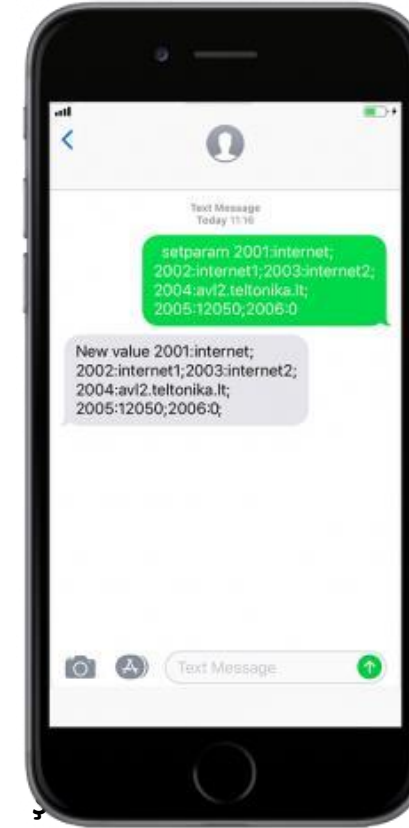 Text Message
Today 11:16
setparam 2001:internet;
2002:internet1;2003:internet2;
2004:avl2.teltonika.lt;
2005:12050;2006:0
New value 2001:internet;
2002:internet1;2003:internet2;
2004:avl2.teltonika.lt;
2005:12050;2006:0;
Text Message